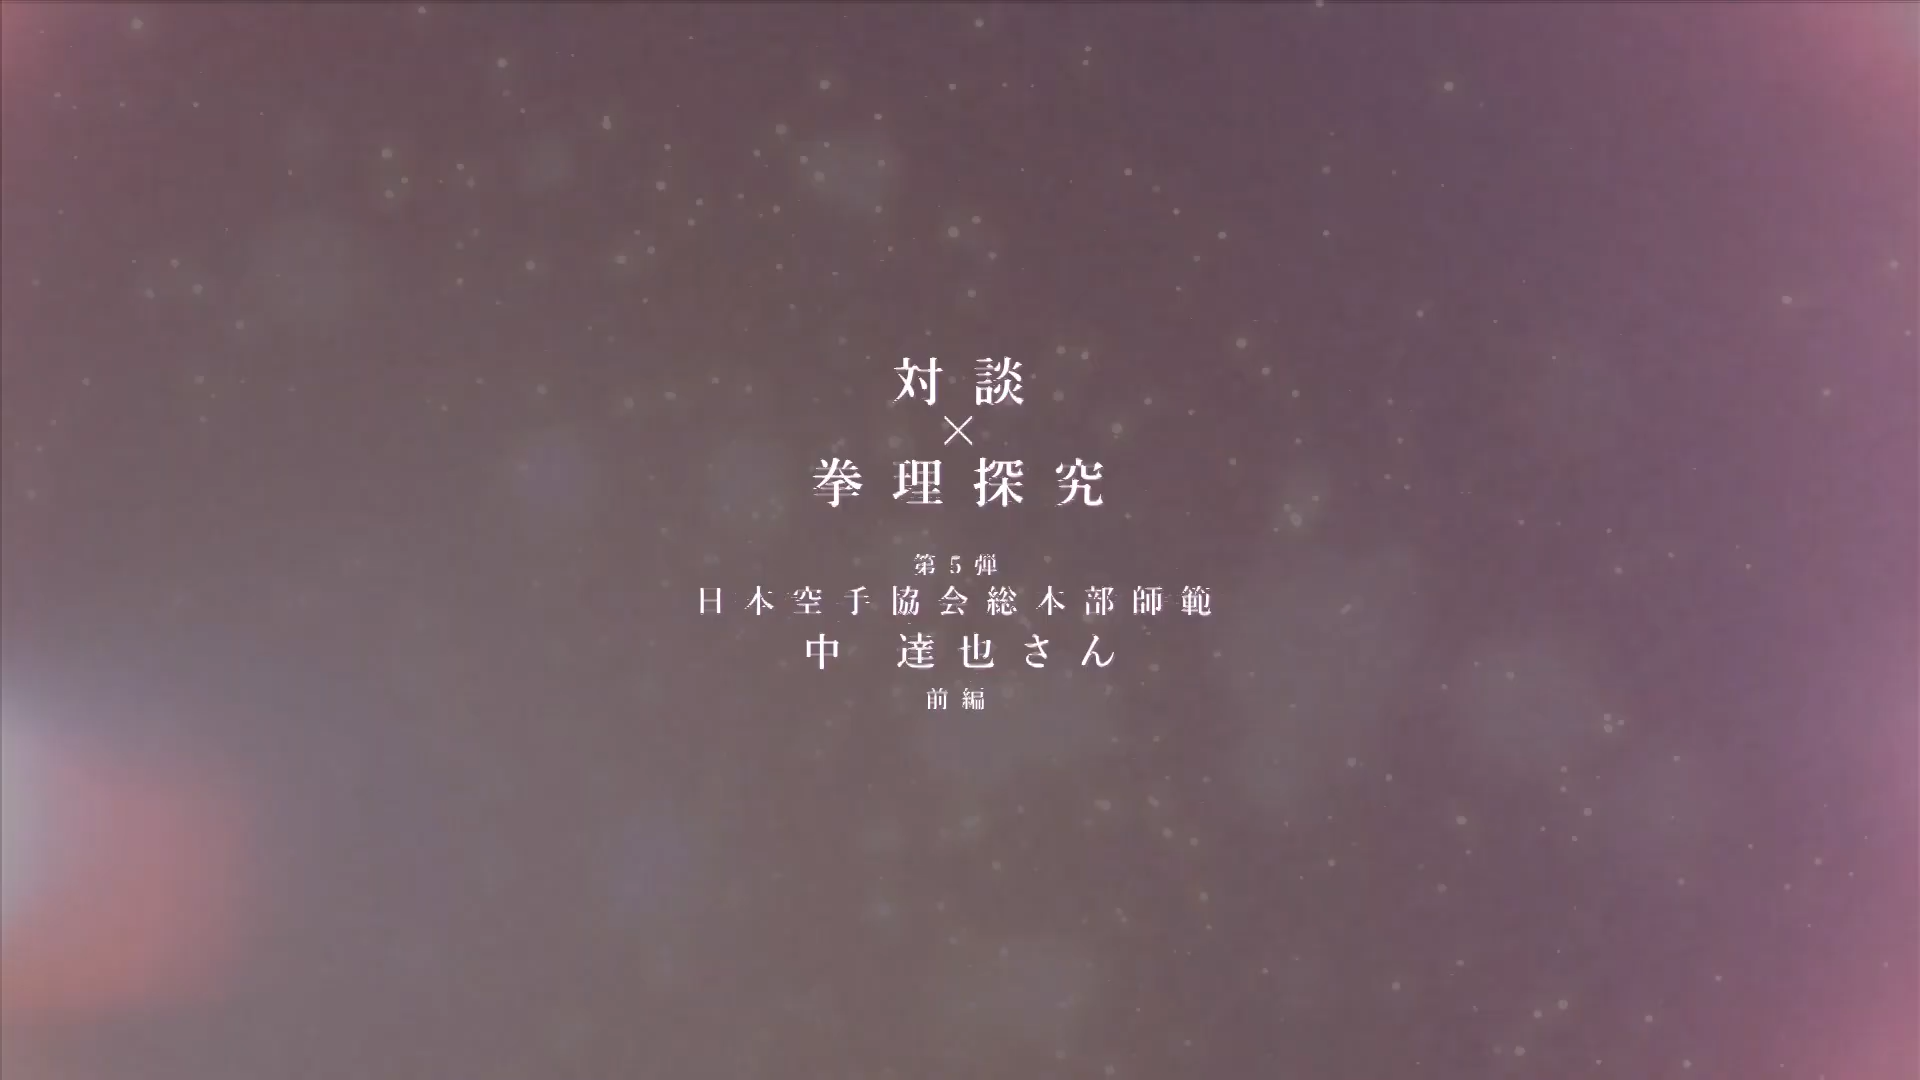 対談
×
拳理探究
第5弾
日本空手協会総本部師範
中 達也さん
前編